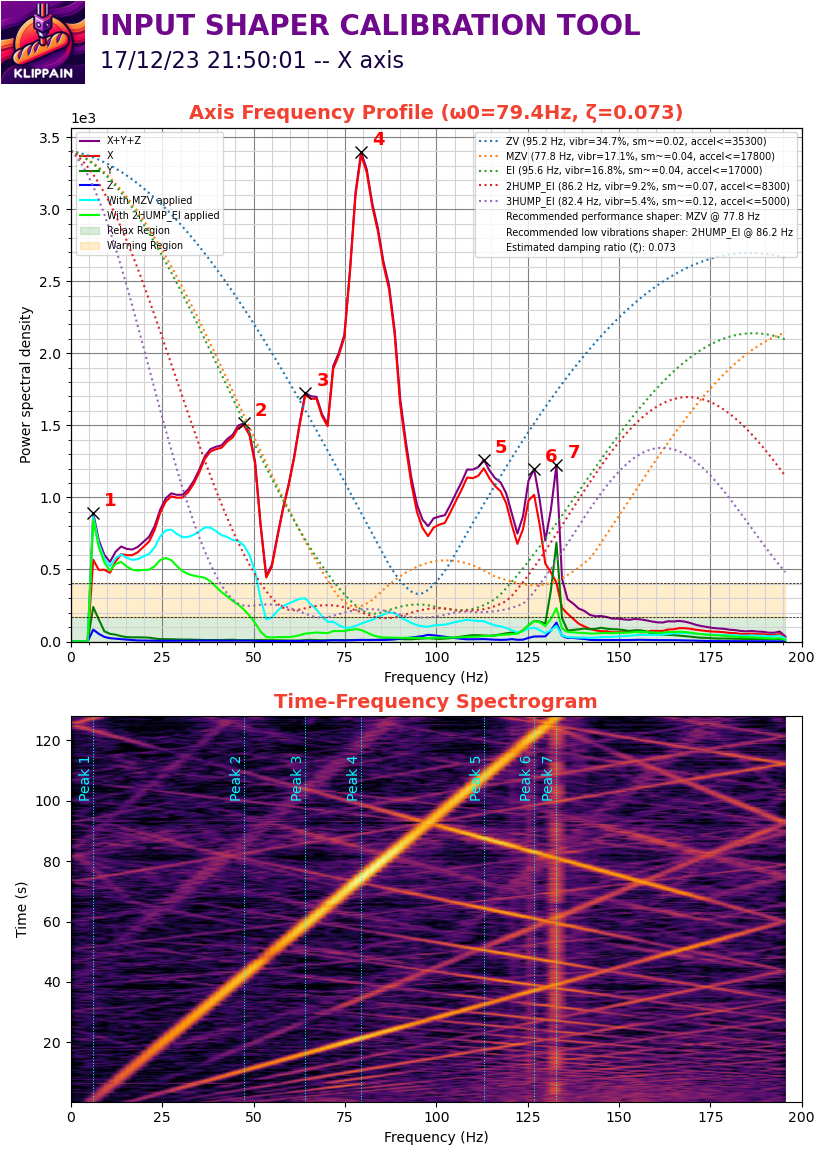 INPUT SHAPER CALIBRATION TOOL
17/12/23 21:50:01 -- X axis
KLIPPAIN
Axis Frequency Profile (ω0=79.4Hz, ζ=0.073)
1e3
X+Y+Z
X
Y
Z
With MZV applied
With 2HUMP_EI applied
Relax Region
Warning Region
ZV (95.2 Hz, vibr=34.7%, sm~=0.02, accel<=35300)
MZV (77.8 Hz, vibr=17.1%, sm~=0.04, accel<=17800)
EI (95.6 Hz, vibr=16.8%, sm~=0.04, accel<=17000)
2HUMP_EI (86.2 Hz, vibr=9.2%, sm~=0.07, accel<=8300)
3HUMP_EI (82.4 Hz, vibr=5.4%, sm~=0.12, accel<=5000)
Recommended performance shaper: MZV @ 77.8 Hz
Recommended low vibrations shaper: 2HUMP_EI @ 86.2 Hz
Estimated damping ratio (ζ): 0.073
1
2
3
4
5
6
7
3.5
3.0
2.5
2.0
1.5
1.0
0.5
0.0
Power spectral density
0 25 50 75 100 125 150 175 200
Frequency (Hz)
Time-Frequency Spectrogram
Peak 1
Peak 2
Peak 3
Peak 4
Peak 5
Peak 6
Peak 7
120
100
80
60
40
20
Time (s)
0 25 50 75 100 125 150 175 200
Frequency (Hz)